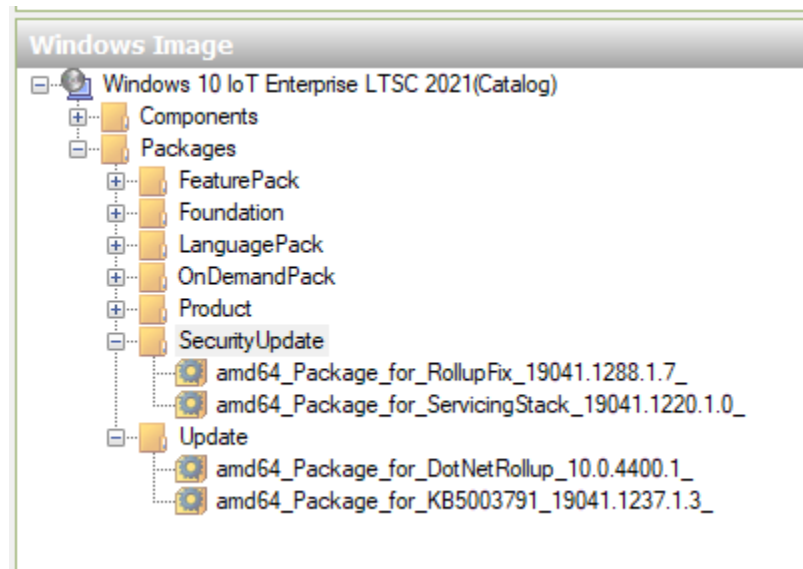 Windows Image
Windows 10 IoT Enterprise LTSC 2021(Catalog)
Components
Packages
FeaturePack
Foundation
LanguagePack
OnDemandPack
Product
SecurityUpdate
amd64_Package_for_RollupFix_19041.1288.1.7_
amd64_Package_for_ServicingStack_19041.1220.1.0_
Update
amd64_Package_for_DotNetRollup_10.0.4400.1_
amd64_Package_for_KB5003791_19041.1237.1.3_